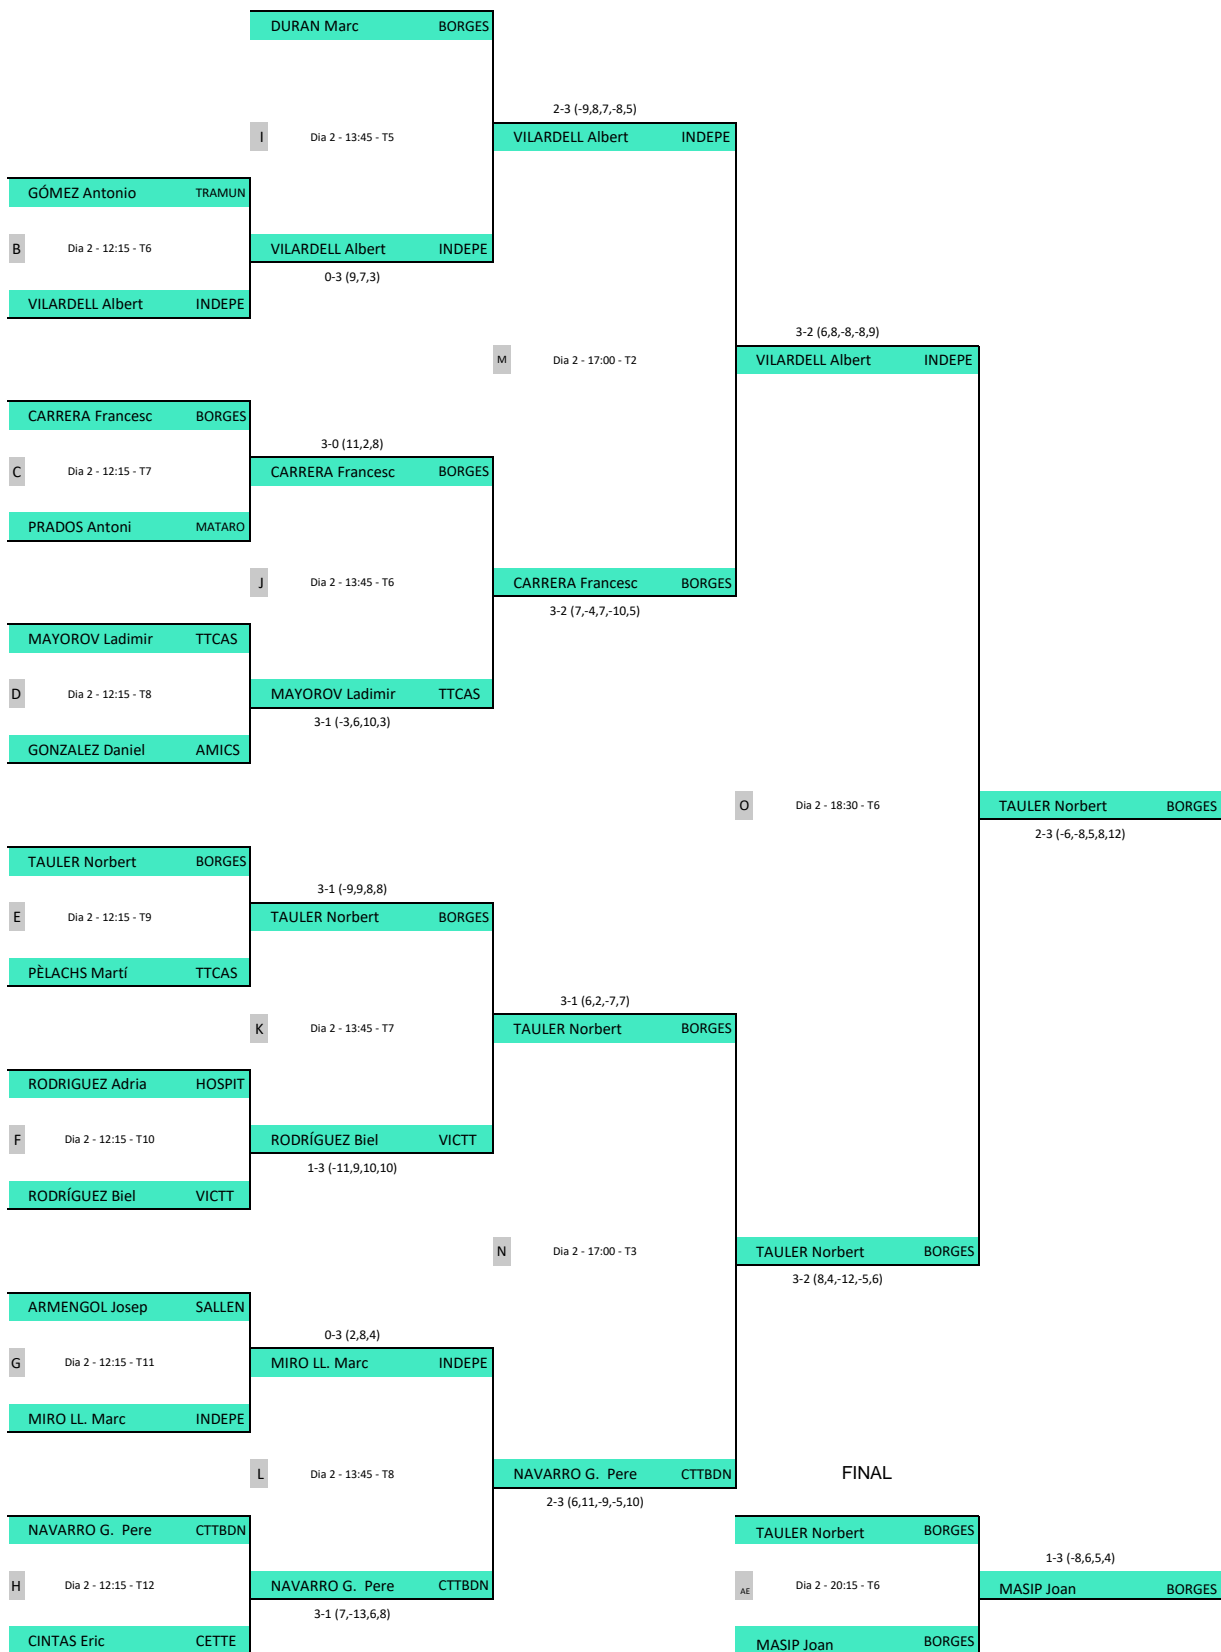 DURAN Marc BORGES
2-3 (-9,8,7,-8,5)
I Dia 2 - 13:45 - T5 VILARDELL Albert INDEPE
GÓMEZ Antonio TRAMUN
B Dia 2 - 12:15 - T6 VILARDELL Albert INDEPE
0-3 (9,7,3)
VILARDELL Albert INDEPE
3-2 (6,8,-8,-8,9)
M Dia 2 - 17:00 - T2 VILARDELL Albert INDEPE
CARRERA Francesc BORGES
3-0 (11,2,8)
C Dia 2 - 12:15 - T7 CARRERA Francesc BORGES
PRADOS Antoni MATARO
J Dia 2 - 13:45 - T6 CARRERA Francesc BORGES
3-2 (7,-4,7,-10,5)
MAYOROV Ladimir TTCAS
D Dia 2 - 12:15 - T8 MAYOROV Ladimir TTCAS
3-1 (-3,6,10,3)
GONZALEZ Daniel AMICS
O Dia 2 - 18:30 - T6 TAULER Norbert BORGES
2-3 (-6,-8,5,8,12)
TAULER Norbert BORGES
3-1 (-9,9,8,8)
E Dia 2 - 12:15 - T9 TAULER Norbert BORGES
PÈLACHS Martí TTCAS
3-1 (6,2,-7,7)
K Dia 2 - 13:45 - T7 TAULER Norbert BORGES
RODRIGUEZ Adria HOSPIT
F Dia 2 - 12:15 - T10 RODRÍGUEZ Biel VICTT
1-3 (-11,9,10,10)
RODRÍGUEZ Biel VICTT
N Dia 2 - 17:00 - T3 TAULER Norbert BORGES
3-2 (8,4,-12,-5,6)
ARMENGOL Josep SALLEN
0-3 (2,8,4)
G Dia 2 - 12:15 - T11 MIRO LL. Marc INDEPE
MIRO LL. Marc INDEPE
L Dia 2 - 13:45 - T8 NAVARRO G. Pere CTTBDN FINAL
2-3 (6,11,-9,-5,10)
NAVARRO G. Pere CTTBDN TAULER Norbert BORGES
1-3 (-8,6,5,4)
H Dia 2 - 12:15 - T12 NAVARRO G. Pere CTTBDN AE Dia 2 - 20:15 - T6 MASIP Joan BORGES
3-1 (7,-13,6,8)
CINTAS Eric CETTE MASIP Joan BORGES